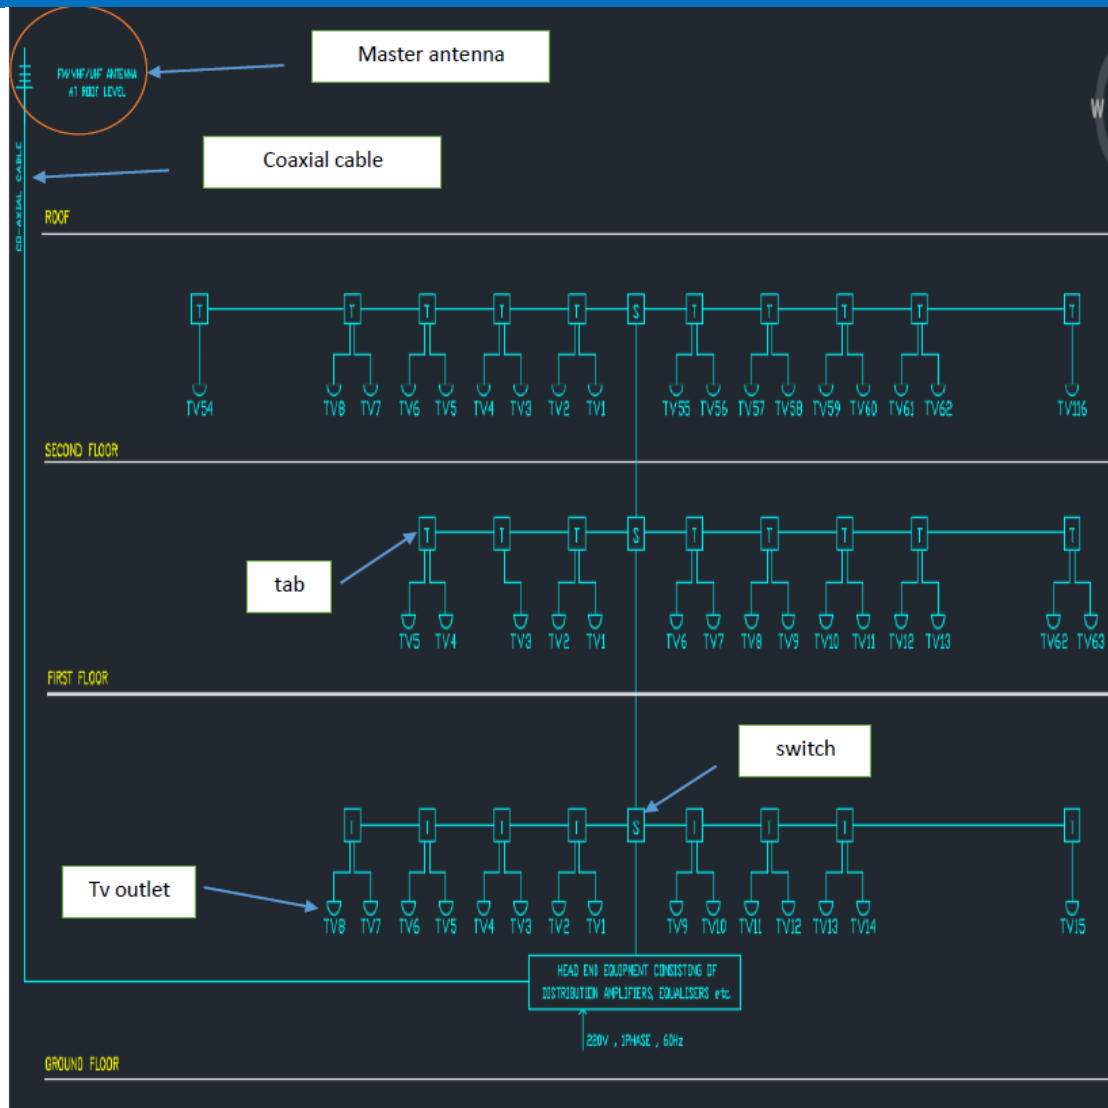 Master antenna
FM/VHF/UHF ANTENNA
AT ROOF LEVEL
W
Coaxial cable
CO-AXIAL CABLE
ROOF
T T T T T S T T T T T
TV54 TV8 TV7 TV6 TV5 TV4 TV3 TV2 TV1 TV55 TV56 TV57 TV58 TV59 TV60 TV61 TV62 TV116
SECOND FLOOR
T T T S T T T T T
tab
TV5 TV4 TV3 TV2 TV1 TV6 TV7 TV8 TV9 TV10 TV11 TV12 TV13 TV62 TV63
FIRST FLOOR
switch
T T T T S T T T T
Tv outlet
TV8 TV7 TV6 TV5 TV4 TV3 TV2 TV1 TV9 TV10 TV11 TV12 TV13 TV14 TV15
HEAD END EQUIPMENT CONSISTING OF
DISTRIBUTION AMPLIFIERS, EQUALISERS etc.
220V , 1PHASE , 60Hz
GROUND FLOOR